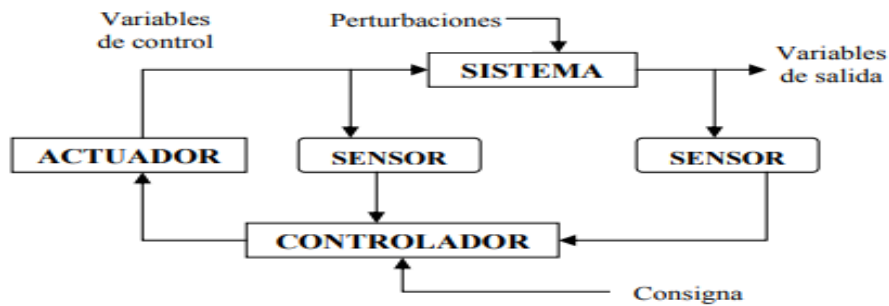 Variables
de control
Perturbaciones
SISTEMA
Variables
de salida
ACTUADOR
SENSOR
SENSOR
CONTROLADOR
Consigna